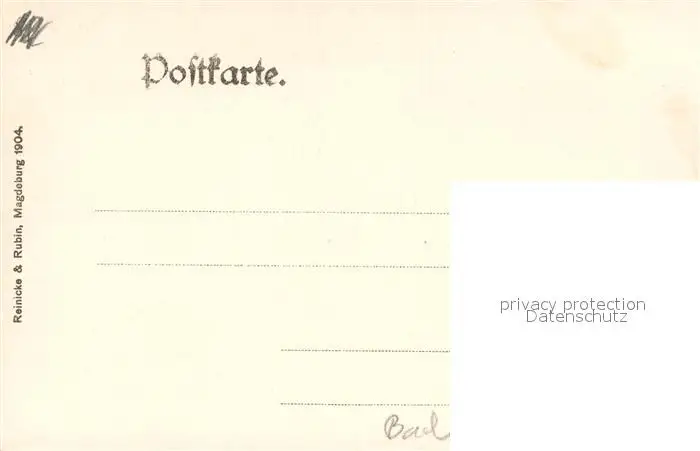 Postkarte.
Reinicke & Rubin, Magdeburg 1904.
privacy protection
Datenschutz
Bad